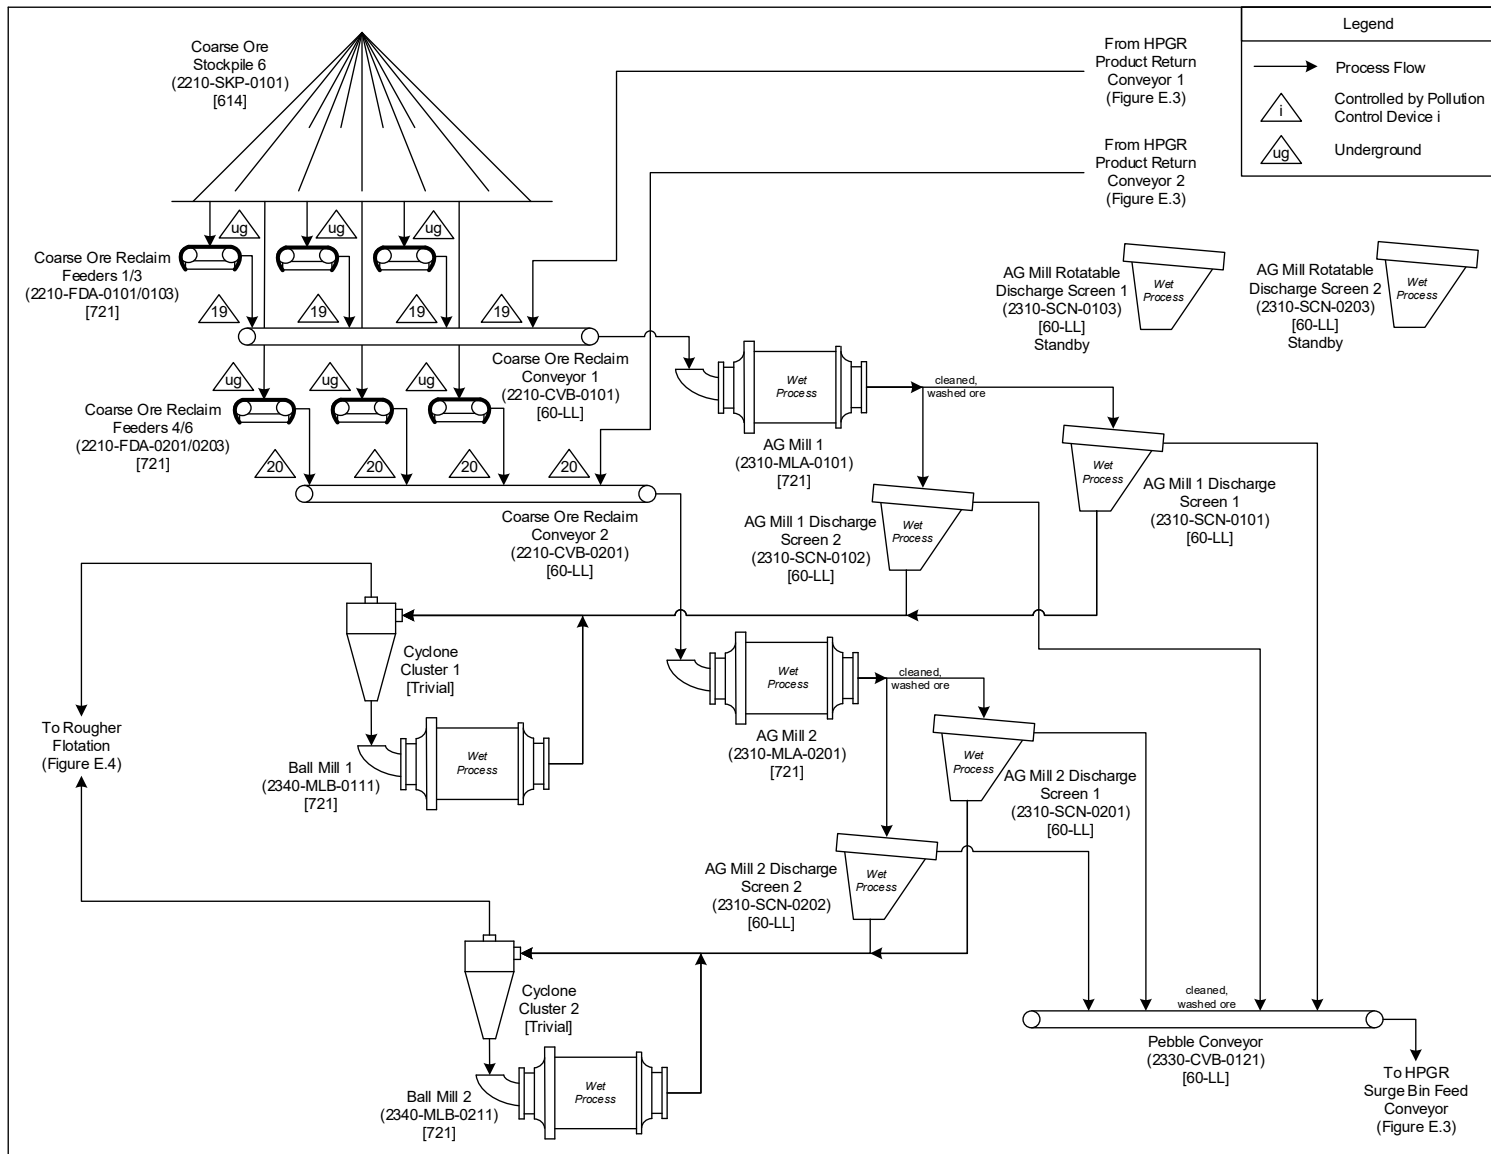 Coarse Ore
Stockpile 6
(2210-SKP-0101)
[614]
From HPGR
Product Return
Conveyor 1
(Figure E.3)
From HPGR
Product Return
Conveyor 2
(Figure E.3)
Legend
Process Flow
i
Controlled by Pollution
Control Device i
ug
Underground
ug
ug
ug
Coarse Ore Reclaim
Feeders 1/3
(2210-FDA-0101/0103)
[721]
19
19
19
19
AG Mill Rotatable
Discharge Screen 1
(2310-SCN-0103)
[60-LL]
Standby
Wet
Process
AG Mill Rotatable
Discharge Screen 2
(2310-SCN-0203)
[60-LL]
Standby
Wet
Process
Coarse Ore Reclaim
Conveyor 1
(2210-CVB-0101)
[60-LL]
ug
ug
ug
Coarse Ore Reclaim
Feeders 4/6
(2210-FDA-0201/0203)
[721]
20
20
20
20
Wet
Process
AG Mill 1
(2310-MLA-0101)
[721]
cleaned,
washed ore
Wet
Process
AG Mill 1 Discharge
Screen 1
(2310-SCN-0101)
[60-LL]
Wet
Process
AG Mill 1 Discharge
Screen 2
(2310-SCN-0102)
[60-LL]
Coarse Ore Reclaim
Conveyor 2
(2210-CVB-0201)
[60-LL]
Cyclone
Cluster 1
[Trivial]
Wet
Process
AG Mill 2
(2310-MLA-0201)
[721]
cleaned,
washed ore
Wet
Process
AG Mill 2 Discharge
Screen 1
(2310-SCN-0201)
[60-LL]
To Rougher
Flotation
(Figure E.4)
Ball Mill 1
(2340-MLB-0111)
[721]
Wet
Process
AG Mill 2 Discharge
Screen 2
(2310-SCN-0202)
[60-LL]
Wet
Process
Cyclone
Cluster 2
[Trivial]
Ball Mill 2
(2340-MLB-0211)
[721]
Wet
Process
cleaned,
washed ore
Pebble Conveyor
(2330-CVB-0121)
[60-LL]
To HPGR
Surge Bin Feed
Conveyor
(Figure E.3)